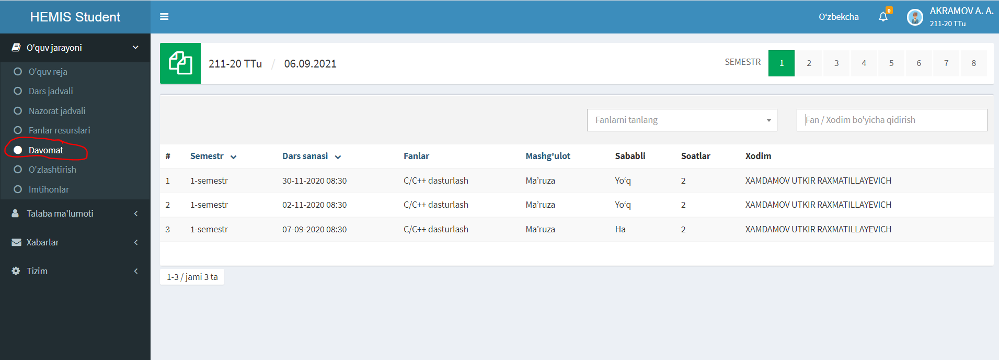 HEMIS Student
O‘zbekcha
0
AKRAMOV A. A.
211-20 TTu
O'quv jarayoni
O'quv reja
Dars jadvali
Nazorat jadvali
Fanlar resurslari
Davomat
O'zlashtirish
Imtihonlar
Talaba ma'lumoti
Xabarlar
Tizim
211-20 TTu / 06.09.2021
SEMESTR 1 2 3 4 5 6 7 8
Fanlarni tanlang
Fan / Xodim bo'yicha qidirish
# Semestr Dars sanasi Fanlar Mashg'ulot Sababli Soatlar Xodim
1 1-semestr 30-11-2020 08:30 C/C++ dasturlash Ma’ruza Yo‘q 2 XAMDAMOV UTKIR RAXMATILLAYEVICH
2 1-semestr 02-11-2020 08:30 C/C++ dasturlash Ma’ruza Yo‘q 2 XAMDAMOV UTKIR RAXMATILLAYEVICH
3 1-semestr 07-09-2020 08:30 C/C++ dasturlash Ma’ruza Ha 2 XAMDAMOV UTKIR RAXMATILLAYEVICH
1-3 / jami 3 ta